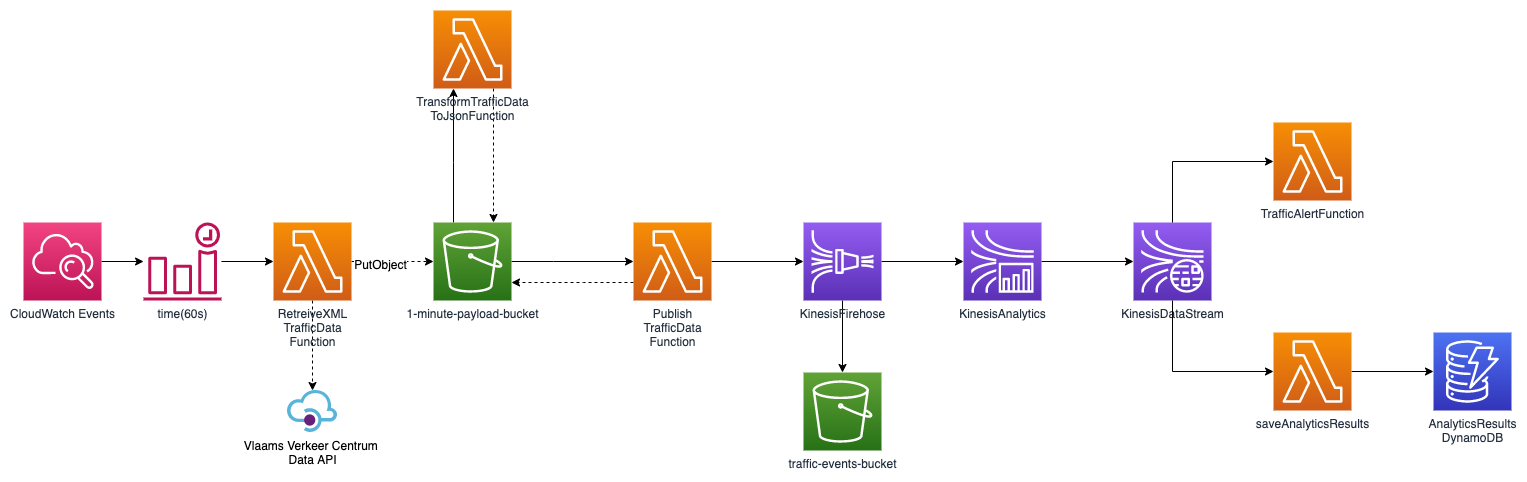 TransformTrafficData
ToJsonFunction
TrafficAlertFunction
PutObject
CloudWatch Events
time(60s)
RetreiveXML
TrafficData
Function
1-minute-payload-bucket
Publish
TrafficData
Function
KinesisFirehose
KinesisAnalytics
KinesisDataStream
Vlaams Verkeer Centrum
Data API
traffic-events-bucket
saveAnalyticsResults
AnalyticsResults
DynamoDB